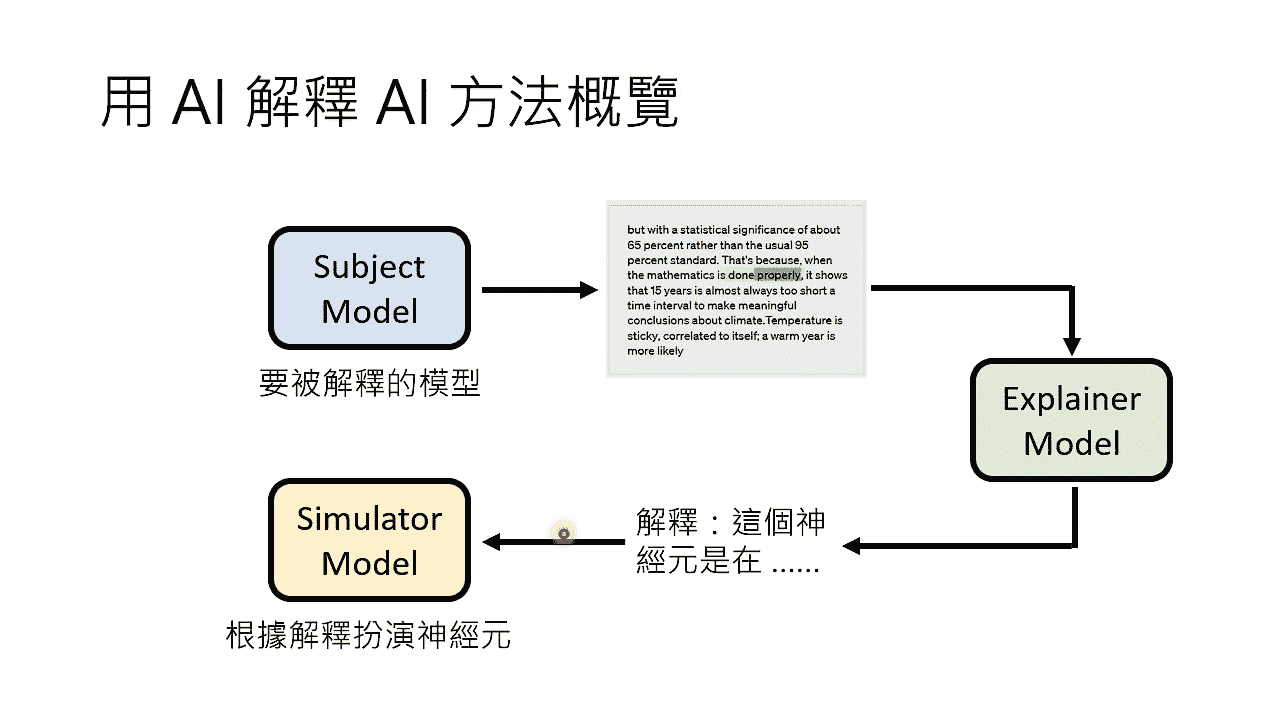 用 AI 解釋 AI 方法概覽
Subject
Model
要被解釋的模型
but with a statistical significance of about
65 percent rather than the usual 95
percent standard. That's because, when
the mathematics is done properly, it shows
that 15 years is almost always too short a
time interval to make meaningful
conclusions about climate.Temperature is
sticky, correlated to itself; a warm year is
more likely
Explainer
Model
解釋：這個神
經元是在 ......
Simulator
Model
根據解釋扮演神經元